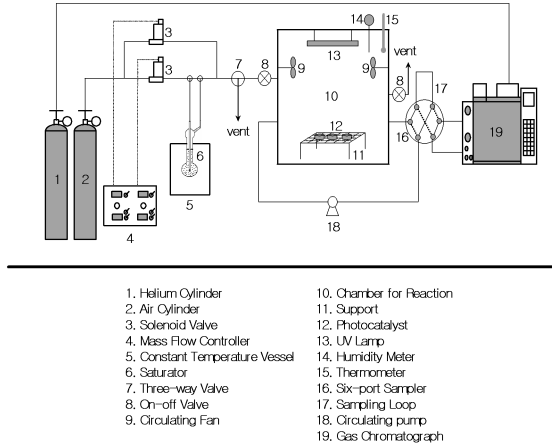 3
14
15
7
8
vent
13
3
9
9
8
17
10
vent
12
16
19
6
1
2
11
5
4
18
1. Helium Cylinder
2. Air Cylinder
3. Solenoid Valve
4. Mass Flow Controller
5. Constant Temperature Vessel
6. Saturator
7. Three-way Valve
8. On-off Valve
9. Circulating Fan
10. Chamber for Reaction
11. Support
12. Photocatalyst
13. UV Lamp
14. Humidity Meter
15. Thermometer
16. Six-port Sampler
17. Sampling Loop
18. Circulating pump
19. Gas Chromatograph